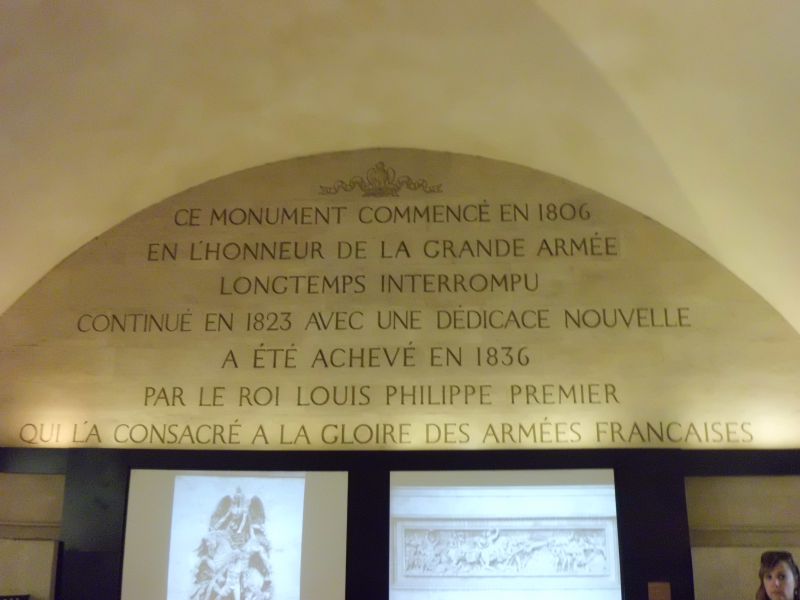 CE MONUMENT COMMENCÉ EN 1806
EN L'HONNEUR DE LA GRANDE ARMÉE
LONGTEMPS INTERROMPU
CONTINUÉ EN 1823 AVEC UNE DÉDICACE NOUVELLE
A ÉTÉ ACHEVÉ EN 1836
PAR LE ROI LOUIS PHILIPPE PREMIER
QUI L'A CONSACRÉ A LA GLOIRE DES ARMÉES FRANÇAISES